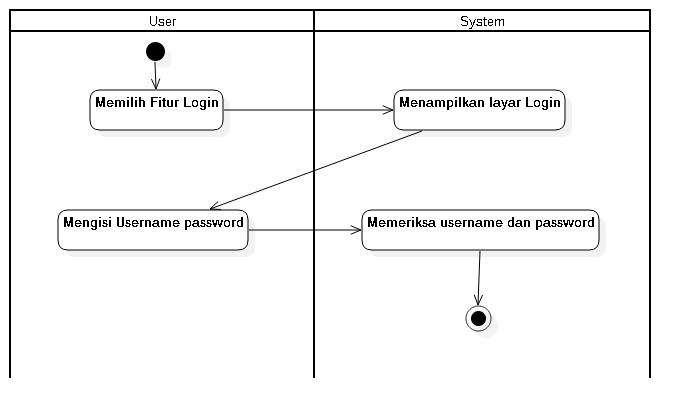 User
System
Memilih Fitur Login
Menampilkan layar Login
Mengisi Username password
Memeriksa username dan password